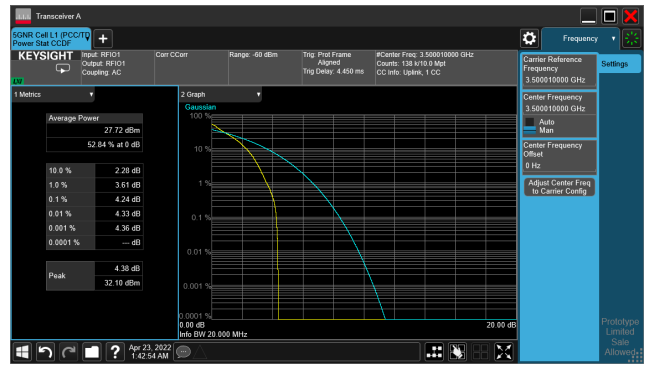 Transceiver A
5GNR Cell L1 (PCC/TD
Power Stat CCDF
Frequency
KEYSIGHT
Input: RFIO1
Output: RFIO1
Coupling: AC
Corr CCorr
Range: -60 dBm
Trig: Prot Frame
Aligned
Trig Delay: 4.450 ms
#Center Freq: 3.500010000 GHz
Counts: 138 k/10.0 Mpt
CC Info: Uplink, 1 CC
LW
1 Metrics
Average Power
27.72 dBm
52.84 % at 0 dB
10.0 % 2.28 dB
1.0 % 3.61 dB
0.1 % 4.24 dB
0.01 % 4.33 dB
0.001 % 4.36 dB
0.0001 % --- dB
Peak
4.38 dB
32.10 dBm
2 Graph
Gaussian
100 %
10 %
1 %
0.1 %
0.01 %
0.001 %
0.0001 %
0.00 dB
20.00 dB
Info BW 20.000 MHz
Carrier Reference
Frequency
3.500010000 GHz
Center Frequency
3.500010000 GHz
Auto
Man
Center Frequency
Offset
0 Hz
Adjust Center Freq
to Carrier Config
Settings
Prototype
Limited
Sale
Allowed
?
Apr 23, 2022
1:42:54 AM